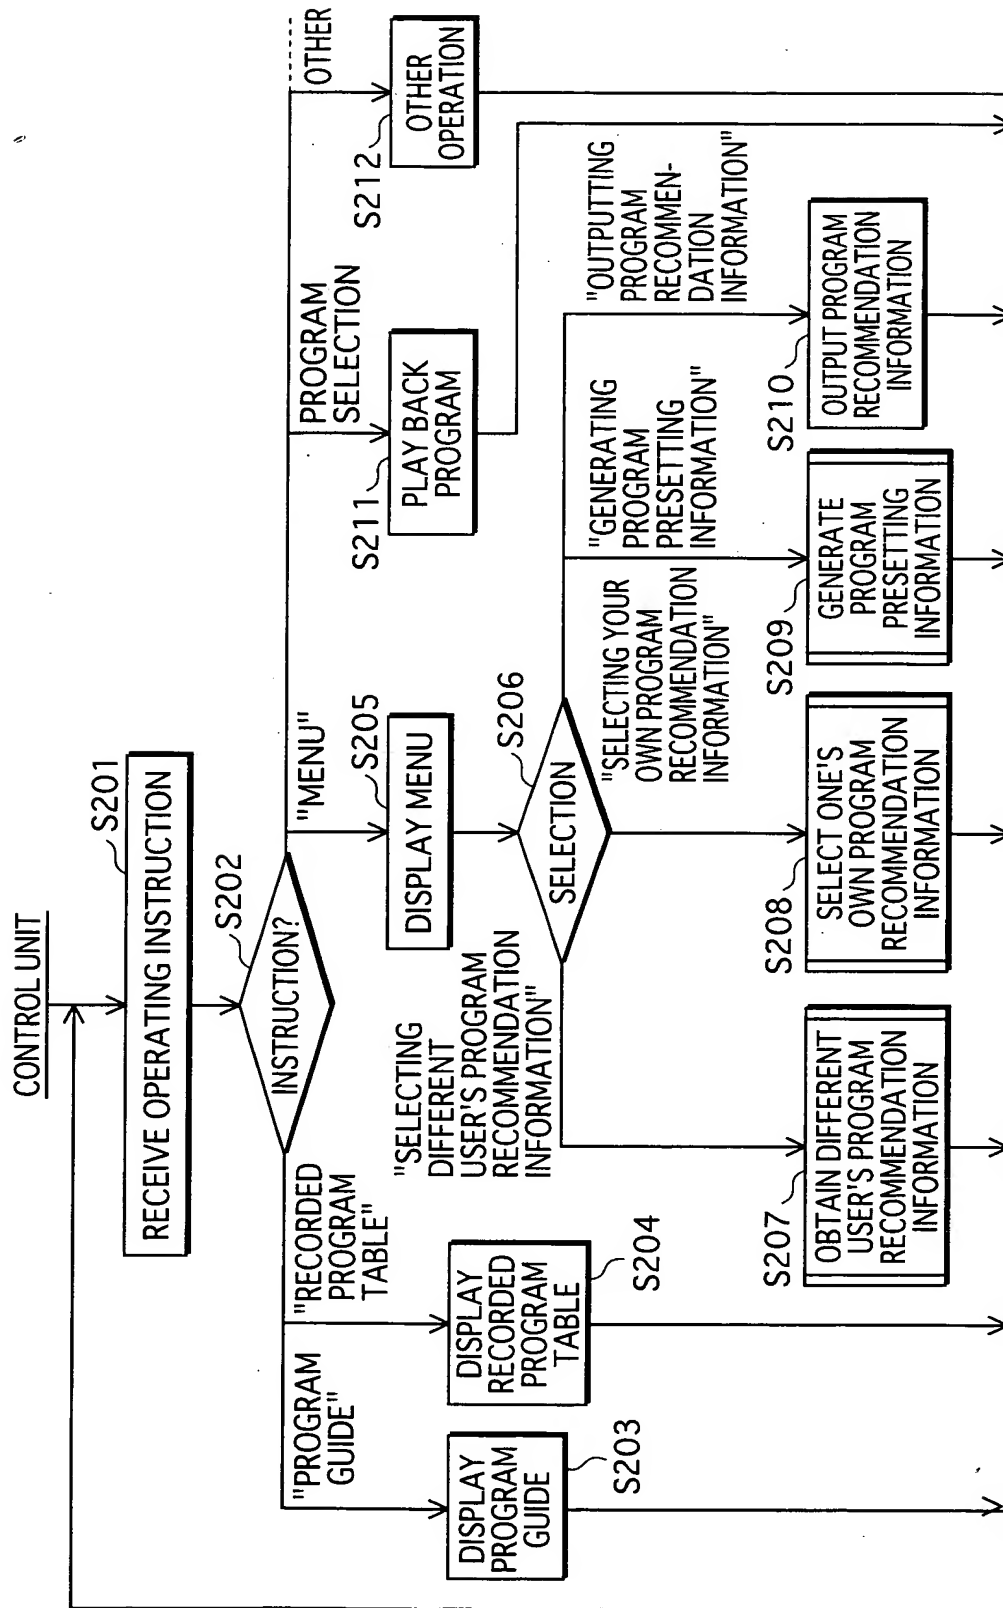 CONTROL UNIT
S201
RECEIVE OPERATING INSTRUCTION
S202
INSTRUCTION?
"PROGRAM
GUIDE"
"RECORDED
PROGRAM
TABLE"
"MENU"
PROGRAM
SELECTION
OTHER
DISPLAY
PROGRAM
GUIDE
S203
DISPLAY
RECORDED
PROGRAM
TABLE
S204
S205
DISPLAY MENU
S211
PLAY BACK
PROGRAM
S212
OTHER
OPERATION
S206
SELECTION
"SELECTING
DIFFERENT
USER'S PROGRAM
RECOMMENDATION
INFORMATION"
"SELECTING YOUR
OWN PROGRAM
RECOMMENDATION
INFORMATION"
"GENERATING
PROGRAM
PRESETTING
INFORMATION"
"OUTPUTTING
PROGRAM
RECOMMEN-
DATION
INFORMATION"
S207
OBTAIN DIFFERENT
USER'S PROGRAM
RECOMMENDATION
INFORMATION
S208
SELECT ONE'S
OWN PROGRAM
RECOMMENDATION
INFORMATION
S209
GENERATE
PROGRAM
PRESETTING
INFORMATION
S210
OUTPUT PROGRAM
RECOMMENDATION
INFORMATION